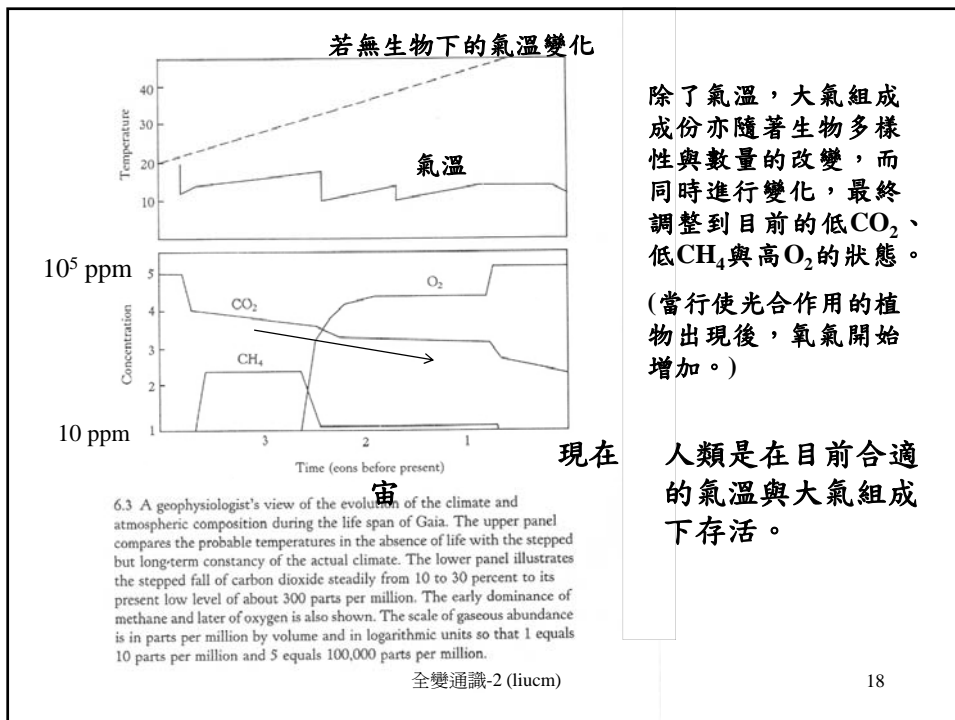 若無生物下的氣溫變化
40
30
20
10
Temperature
氣溫
10⁵ ppm
5
4
3
2
1
Concentration
CO₂
O₂
CH₄
10 ppm
3
2
1
Time (eons before present)
現在
宙
6.3 A geophysiologist's view of the evolution of the climate and
atmospheric composition during the life span of Gaia. The upper panel
compares the probable temperatures in the absence of life with the stepped
but long-term constancy of the actual climate. The lower panel illustrates
the stepped fall of carbon dioxide steadily from 10 to 30 percent to its
present low level of about 300 parts per million. The early dominance of
methane and later of oxygen is also shown. The scale of gaseous abundance
is in parts per million by volume and in logarithmic units so that 1 equals
10 parts per million and 5 equals 100,000 parts per million.
除了氣溫，大氣組成
成份亦隨著生物多樣
性與數量的改變，而
同時進行變化，最終
調整到目前的低CO₂、
低CH₄與高O₂的狀態。
(當行使光合作用的植
物出現後，氧氣開始
增加。)
人類是在目前合適
的氣溫與大氣組成
下存活。
全變通識-2 (liucm)
18